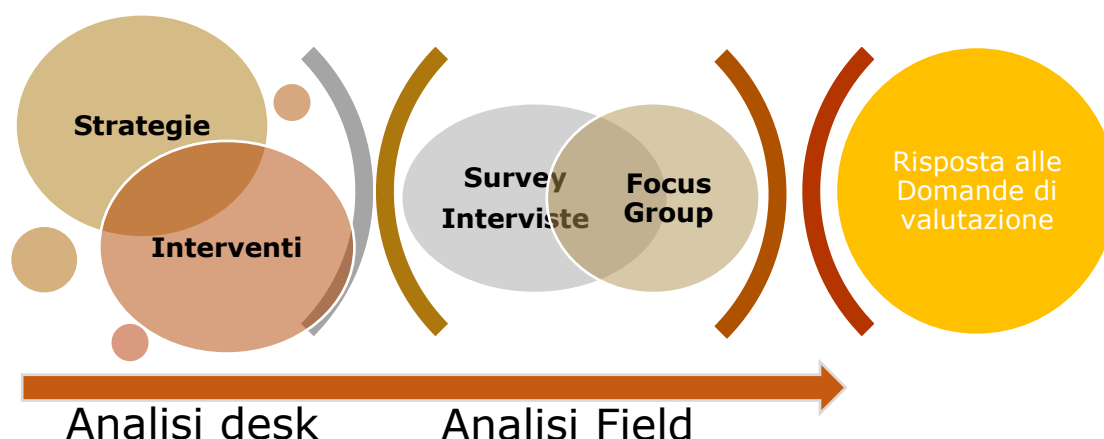 Strategie
Interventi
Survey
Interviste
Focus
Group
Risposta alle
Domande di
valutazione
Analisi desk
Analisi Field